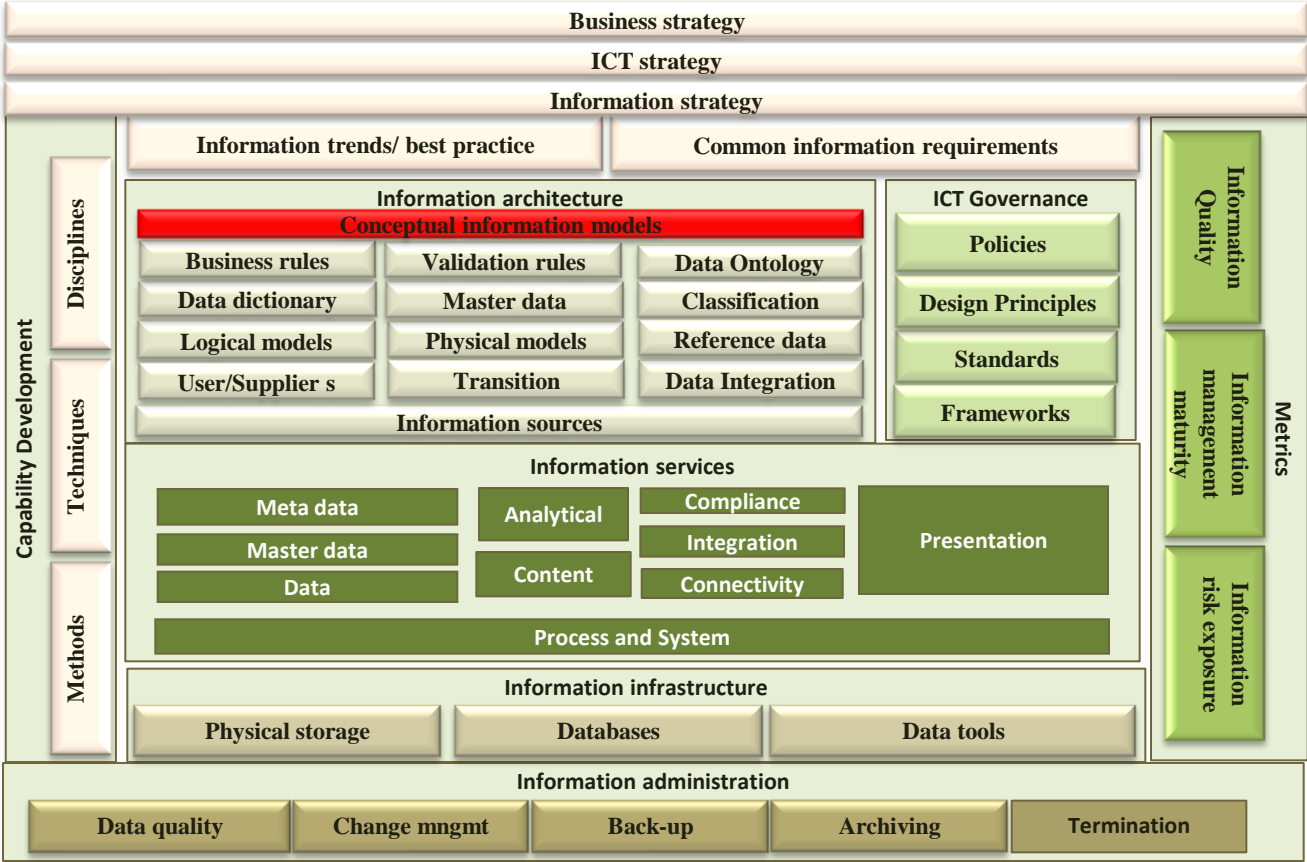 Business strategy
ICT strategy
Information strategy
Information trends/ best practice
Common information requirements
Capability Development
Disciplines
Techniques
Methods
Information architecture
Conceptual information models
Business rules
Validation rules
Data Ontology
Data dictionary
Master data
Classification
Logical models
Physical models
Reference data
User/Supplier s
Transition
Data Integration
Information sources
ICT Governance
Policies
Design Principles
Standards
Frameworks
Metrics
Information
Quality
Information
management
maturity
Information
risk exposure
Information services
Meta data
Master data
Data
Analytical
Content
Compliance
Integration
Connectivity
Presentation
Process and System
Information infrastructure
Physical storage
Databases
Data tools
Information administration
Data quality
Change mngmt
Back-up
Archiving
Termination